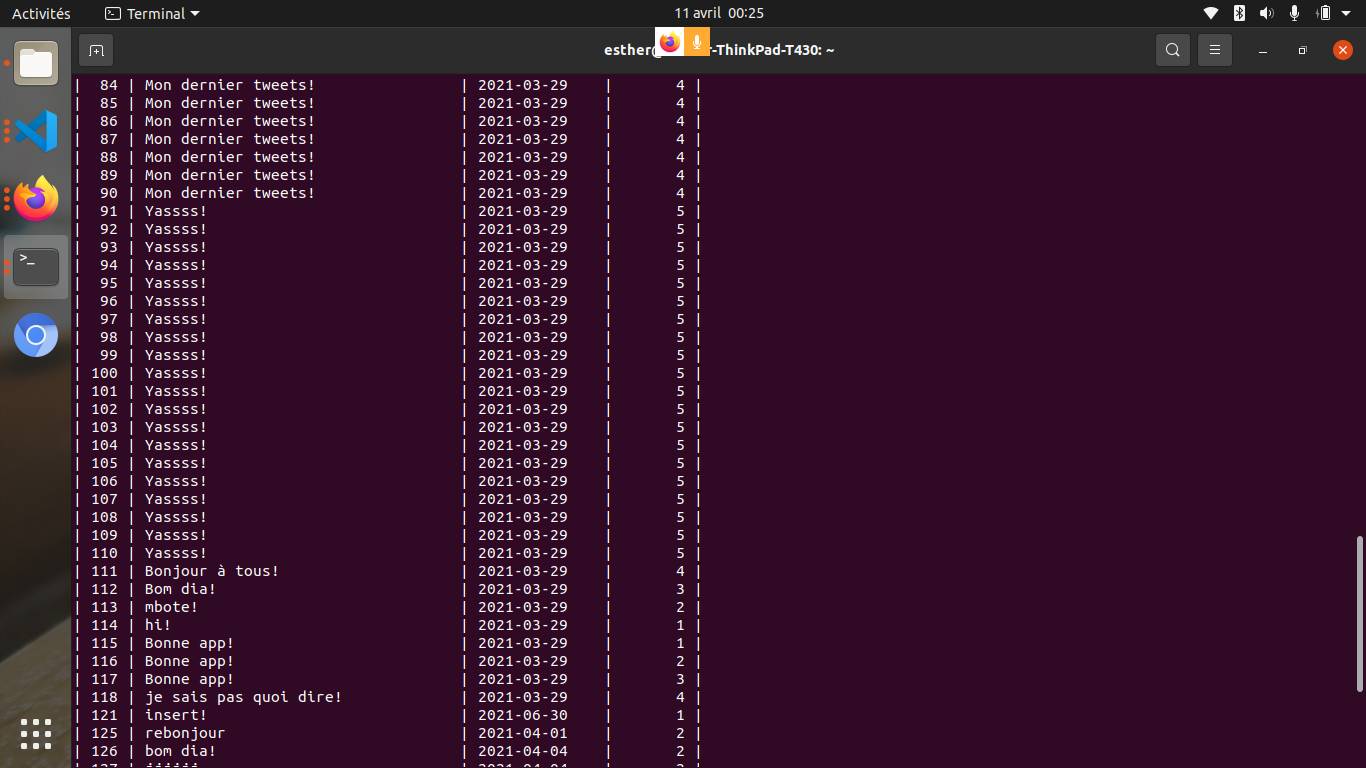 Activités Terminal 11 avril 00:25
esther@ -ThinkPad-T430: ~
| 84 | Mon dernier tweets! | 2021-03-29 | 4 |
| 85 | Mon dernier tweets! | 2021-03-29 | 4 |
| 86 | Mon dernier tweets! | 2021-03-29 | 4 |
| 87 | Mon dernier tweets! | 2021-03-29 | 4 |
| 88 | Mon dernier tweets! | 2021-03-29 | 4 |
| 89 | Mon dernier tweets! | 2021-03-29 | 4 |
| 90 | Mon dernier tweets! | 2021-03-29 | 4 |
| 91 | Yassss! | 2021-03-29 | 5 |
| 92 | Yassss! | 2021-03-29 | 5 |
| 93 | Yassss! | 2021-03-29 | 5 |
| 94 | Yassss! | 2021-03-29 | 5 |
| 95 | Yassss! | 2021-03-29 | 5 |
| 96 | Yassss! | 2021-03-29 | 5 |
| 97 | Yassss! | 2021-03-29 | 5 |
| 98 | Yassss! | 2021-03-29 | 5 |
| 99 | Yassss! | 2021-03-29 | 5 |
| 100 | Yassss! | 2021-03-29 | 5 |
| 101 | Yassss! | 2021-03-29 | 5 |
| 102 | Yassss! | 2021-03-29 | 5 |
| 103 | Yassss! | 2021-03-29 | 5 |
| 104 | Yassss! | 2021-03-29 | 5 |
| 105 | Yassss! | 2021-03-29 | 5 |
| 106 | Yassss! | 2021-03-29 | 5 |
| 107 | Yassss! | 2021-03-29 | 5 |
| 108 | Yassss! | 2021-03-29 | 5 |
| 109 | Yassss! | 2021-03-29 | 5 |
| 110 | Yassss! | 2021-03-29 | 5 |
| 111 | Bonjour à tous! | 2021-03-29 | 4 |
| 112 | Bom dia! | 2021-03-29 | 3 |
| 113 | mbote! | 2021-03-29 | 2 |
| 114 | hi! | 2021-03-29 | 1 |
| 115 | Bonne app! | 2021-03-29 | 1 |
| 116 | Bonne app! | 2021-03-29 | 2 |
| 117 | Bonne app! | 2021-03-29 | 3 |
| 118 | je sais pas quoi dire! | 2021-03-29 | 4 |
| 121 | insert! | 2021-06-30 | 1 |
| 125 | rebonjour | 2021-04-01 | 2 |
| 126 | bom dia! | 2021-04-04 | 2 |